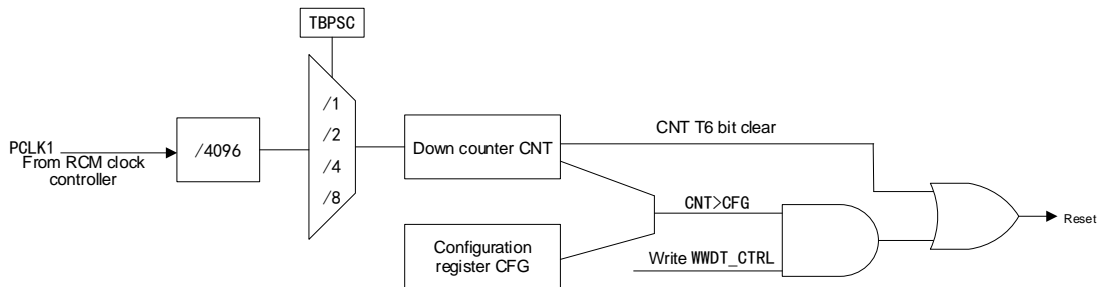 TBPSC
/1
/2
/4
/8
PCLK1
From RCM clock
controller
/4096
Down counter CNT
CNT T6 bit clear
CNT>CFG
Configuration
register CFG
Write WWDT_CTRL
Reset